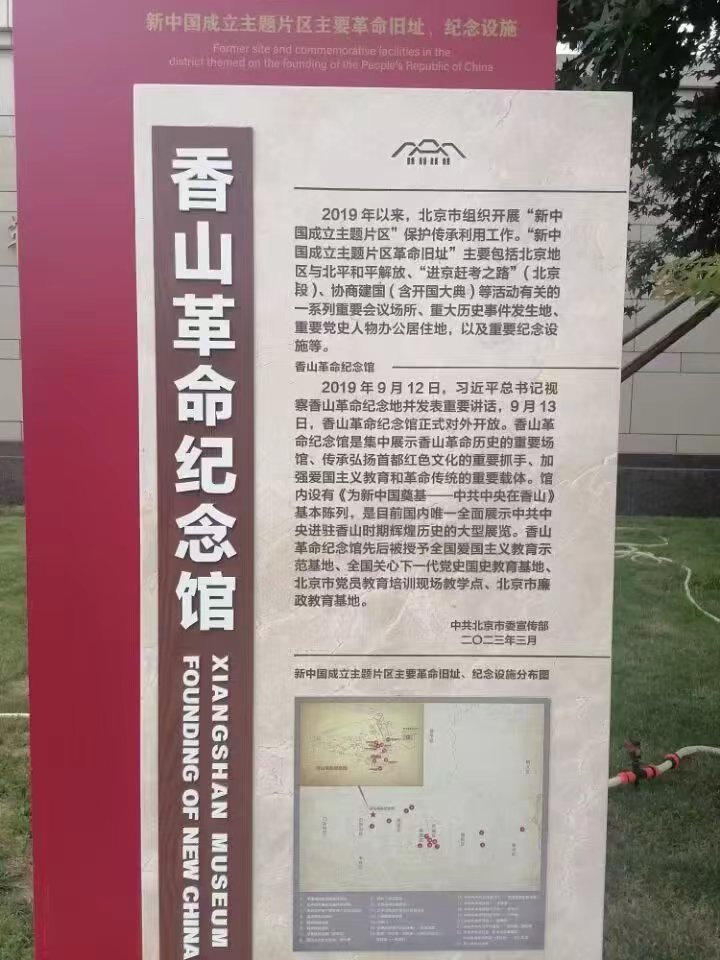 新中国成立主题片区主要革命旧址、纪念设施
Former site and commemorative facilities in the
district themed on the founding of the People's Republic of China
香山革命纪念馆
XIANGSHAN MUSEUM
FOUNDING OF NEW CHINA
2019年以来，北京市组织开展“新中
国成立主题片区”保护传承利用工作。“新中
国成立主题片区革命旧址”主要包括北京地
区与北平和平解放、“进京赶考之路”（北京
段）、协商建国（含开国大典）等活动有关的
一系列重要会议场所、重大历史事件发生地、
重要党史人物办公居住地，以及重要纪念设
施等。
香山革命纪念馆
2019年9月12日，习近平总书记视
察香山革命纪念地并发表重要讲话，9月13
日，香山革命纪念馆正式对外开放。香山革
命纪念馆是集中展示香山革命历史的重要场
馆、传承弘扬首都红色文化的重要抓手、加
强爱国主义教育和革命传统的重要载体。馆
内设有《为新中国奠基——中共中央在香山》
基本陈列，是目前国内唯一全面展示中共中
央进驻香山时期辉煌历史的大型展览。香山
革命纪念馆先后被授予全国爱国主义教育示
范基地、全国关心下一代党史国史教育基地、
北京市党员教育培训现场教学点、北京市廉
政教育基地。
中共北京市委宣传部
二〇二三年三月
新中国成立主题片区主要革命旧址、纪念设施分布图